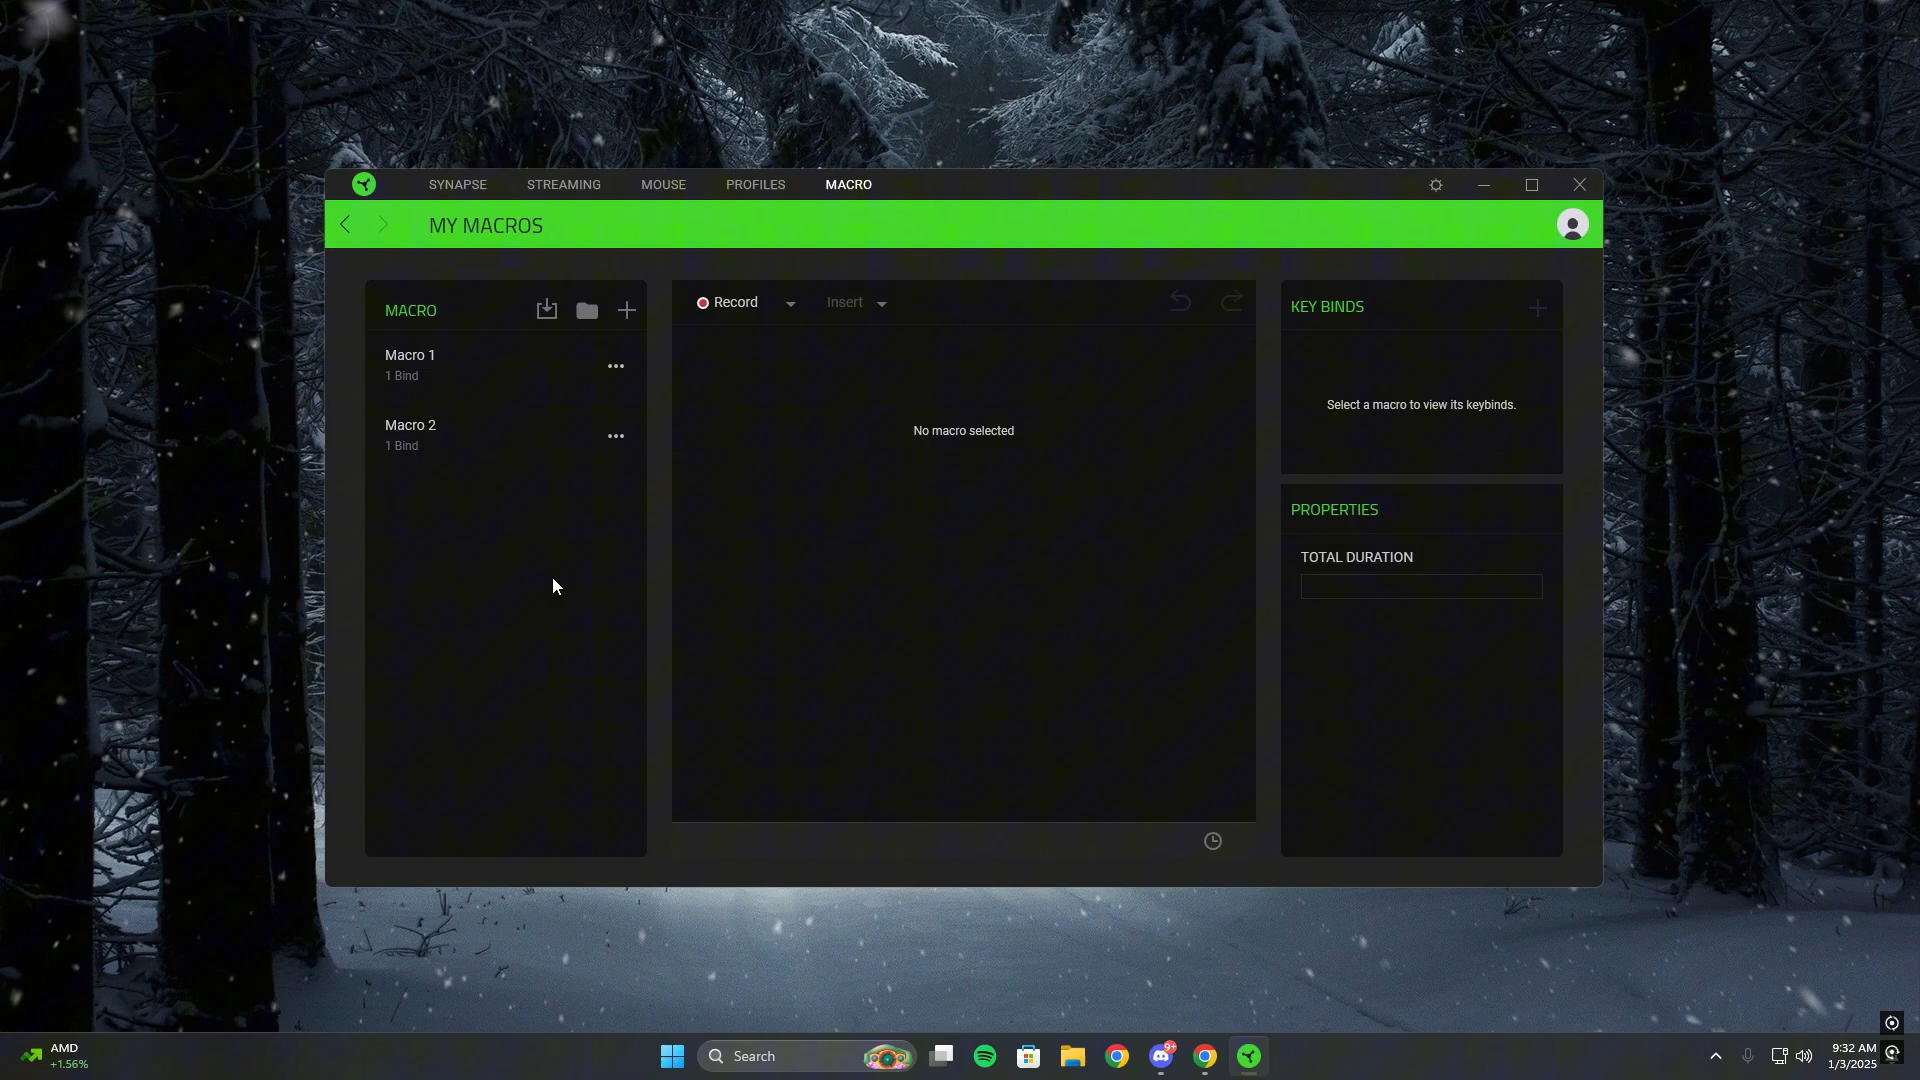 SYNAPSE STREAMING MOUSE PROFILES MACRO
MY MACROS
MACRO
Macro 1
1 Bind
Macro 2
1 Bind
Record Insert
No macro selected
KEY BINDS
Select a macro to view its keybinds.
PROPERTIES
TOTAL DURATION
AMD
+1.56%
Search
9+
9:32 AM
1/3/2025